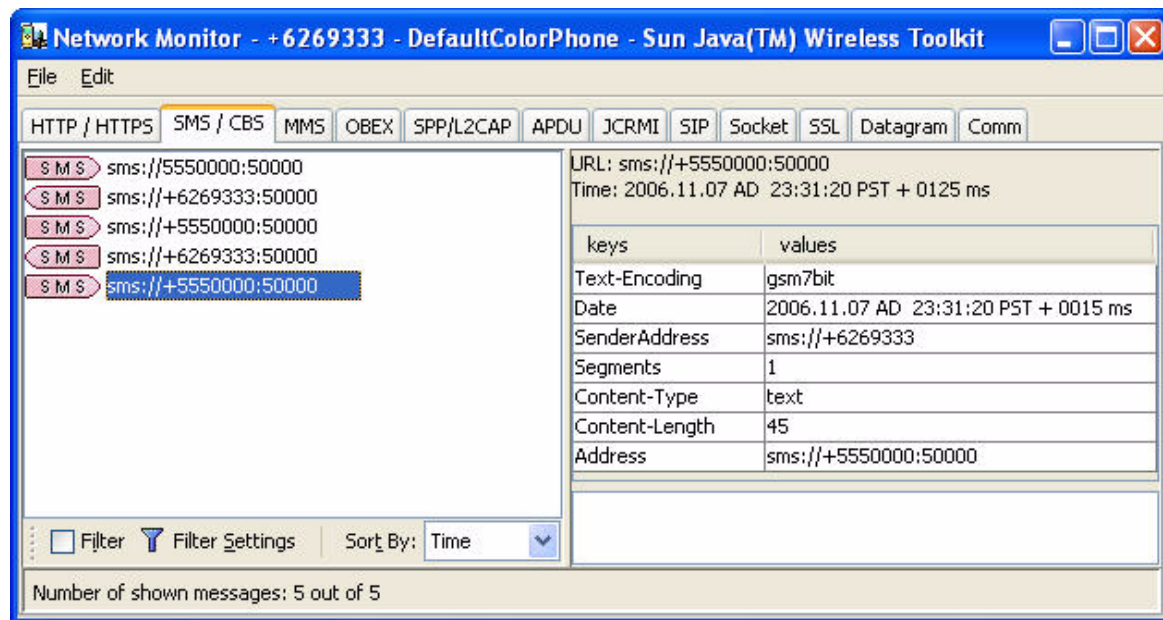 Network Monitor - +6269333 - DefaultColorPhone - Sun Java(TM) Wireless Toolkit
File Edit
HTTP / HTTPS SMS / CBS MMS OBEX SPP/L2CAP APDU JCRMI SIP Socket SSL Datagram Comm
SMS sms://5550000:50000
SMS sms://+6269333:50000
SMS sms://+5550000:50000
SMS sms://+6269333:50000
SMS sms://+5550000:50000
URL: sms://+5550000:50000
Time: 2006.11.07 AD 23:31:20 PST + 0125 ms
keys values
Text-Encoding gsm7bit
Date 2006.11.07 AD 23:31:20 PST + 0015 ms
SenderAddress sms://+6269333
Segments 1
Content-Type text
Content-Length 45
Address sms://+5550000:50000
Filter Filter Settings Sort By: Time
Number of shown messages: 5 out of 5